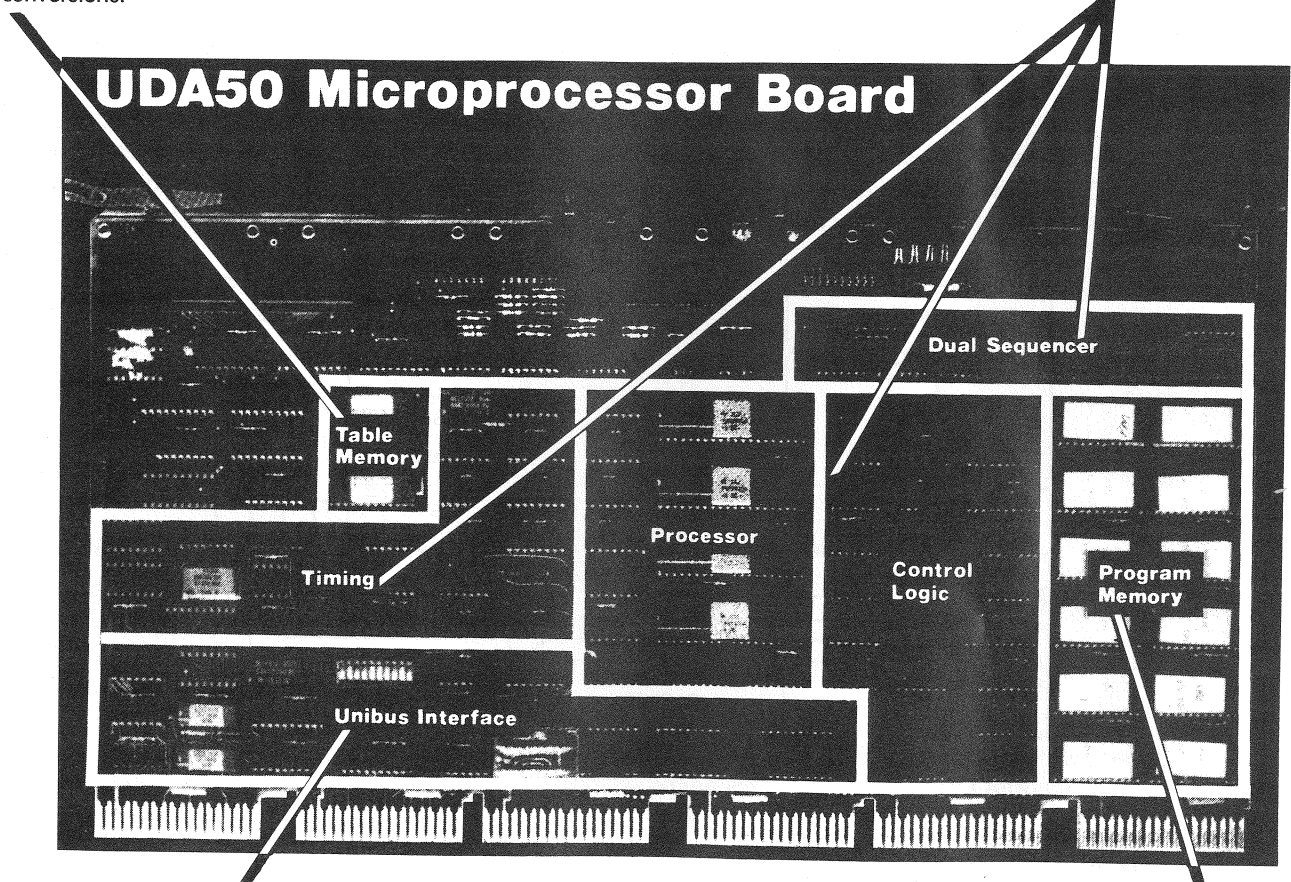 conversions.
UDA50 Microprocessor Board
Dual Sequencer
Table
Memory
Processor
Timing
Control
Logic
Program
Memory
Unibus Interface